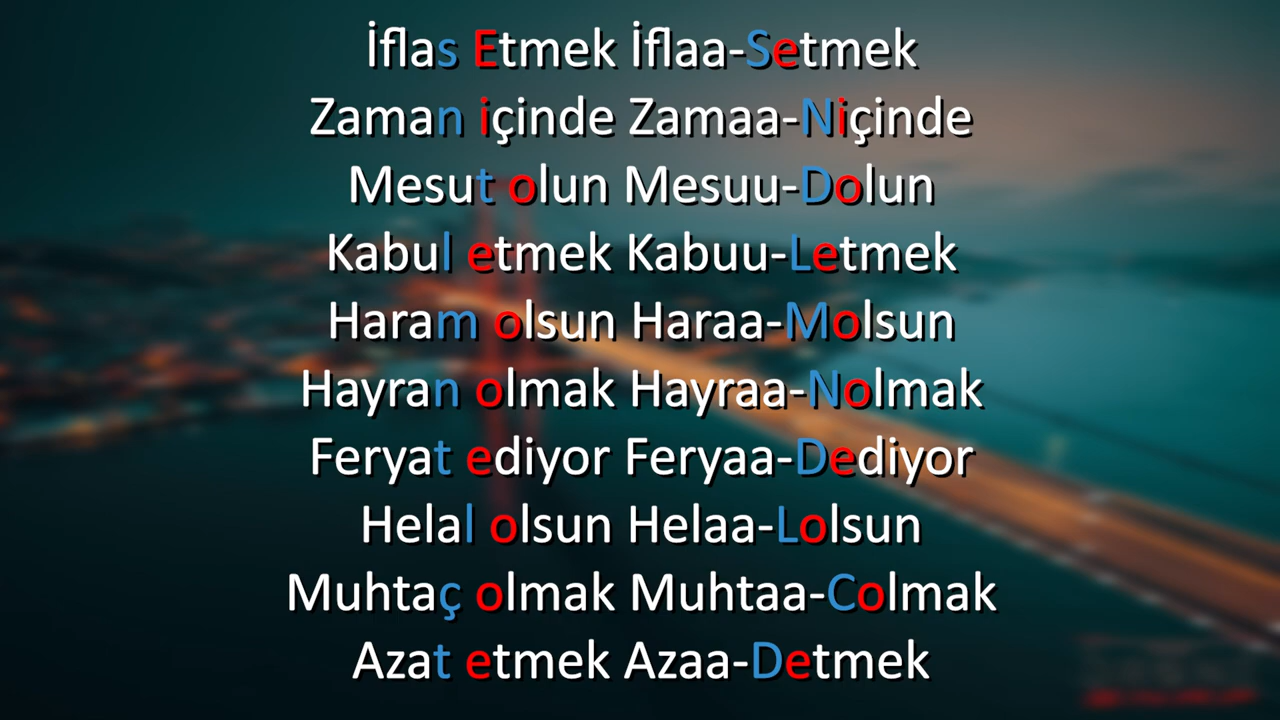 İflas Etmek İflaa-Setmek
Zaman içinde Zamaa-Niçinde
Mesut olun Mesuu-Dolun
Kabul etmek Kabuu-Letmek
Haram olsun Haraa-Molsun
Hayran olmak Hayraa-Nolmak
Feryat ediyor Feryaa-Dediyor
Helal olsun Helaa-Lolsun
Muhtaç olmak Muhtaa-Colmak
Azat etmek Azaa-Detmek